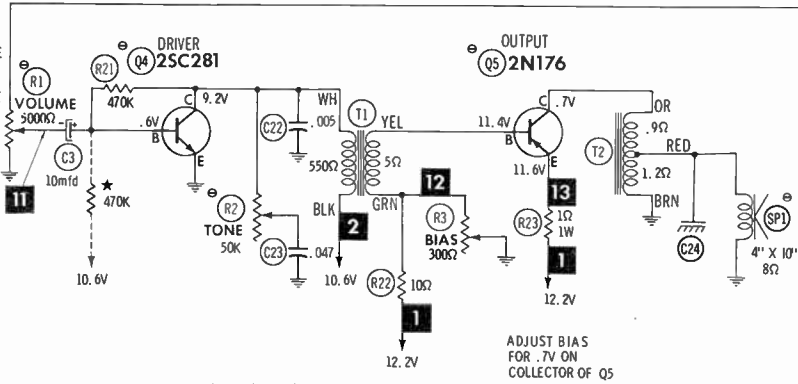 R1
VOLUME
5000Ω
C3
10mfd
11
R21
470K
★
470K
10.6V
DRIVER
Q4 2SC281
.6V
B
C
E
9.2V
R2
TONE
50K
C22
.005
C23
.047
WH
550Ω
BLK
2
10.6V
T1
YEL
5Ω
GRN
12
R3
BIAS
300Ω
R22
10Ω
1
12.2V
OUTPUT
Q5 2N176
11.4V
B
C
.7V
E
11.6V
13
R23
1Ω
1W
1
12.2V
T2
OR
.9Ω
RED
1.2Ω
BRN
C24
SP1
4" X 10"
8Ω
ADJUST BIAS
FOR .7V ON
COLLECTOR OF Q5